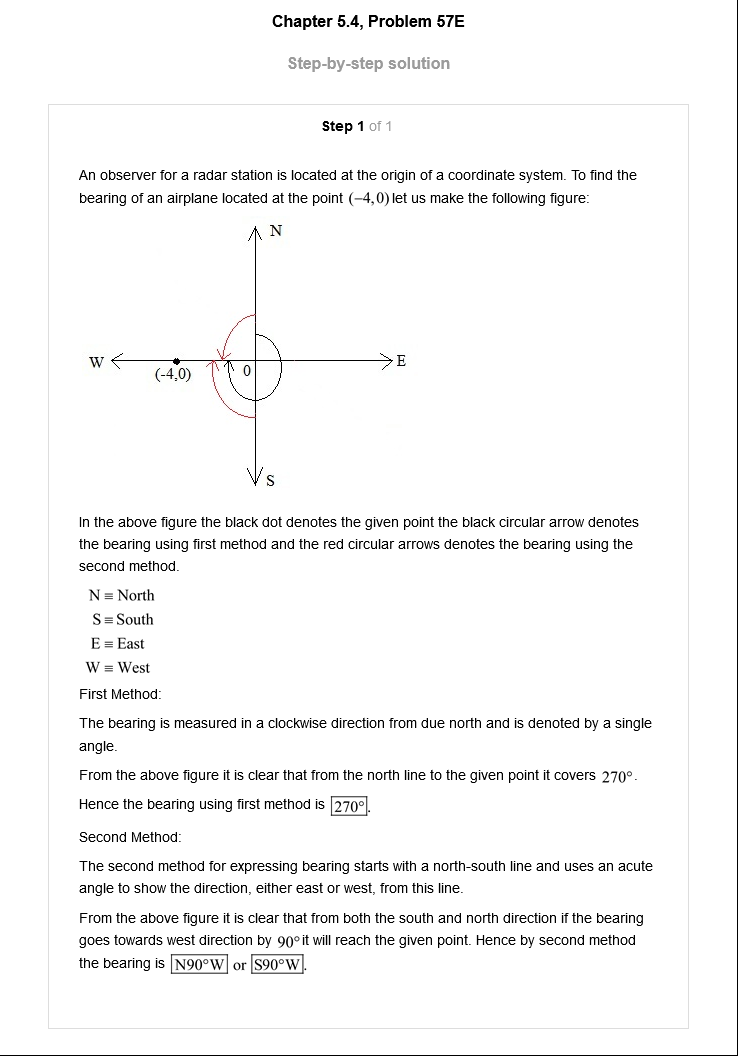 Chapter 5.4, Problem 57E
Step-by-step solution
Step 1 of 1
An observer for a radar station is located at the origin of a coordinate system. To find the
bearing of an airplane located at the point (−4,0) let us make the following figure:
N
W
E
(-4,0)
0
S
In the above figure the black dot denotes the given point the black circular arrow denotes
the bearing using first method and the red circular arrows denotes the bearing using the
second method.
N ≡ North
S ≡ South
E ≡ East
W ≡ West
First Method:
The bearing is measured in a clockwise direction from due north and is denoted by a single
angle.
From the above figure it is clear that from the north line to the given point it covers 270°.
Hence the bearing using first method is 270°.
Second Method:
The second method for expressing bearing starts with a north-south line and uses an acute
angle to show the direction, either east or west, from this line.
From the above figure it is clear that from both the south and north direction if the bearing
goes towards west direction by 90° it will reach the given point. Hence by second method
the bearing is N90°W or S90°W.